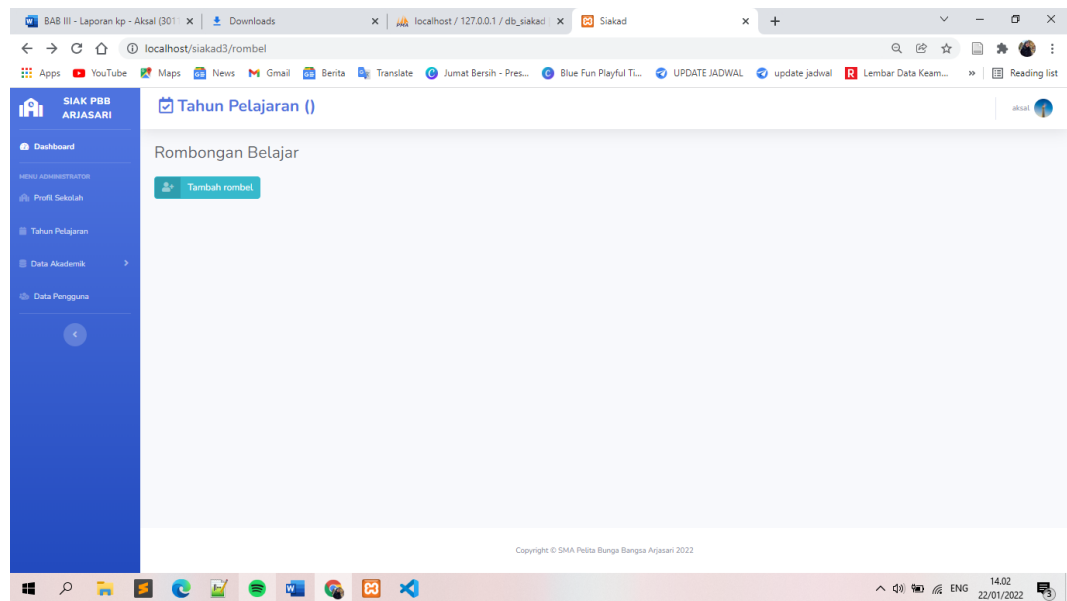 BAB III - Laporan kp - Aksal (301
Downloads
localhost / 127.0.0.1 / db_siakad |
Siakad
localhost/siakad3/rombel
Apps YouTube Maps News Gmail Berita Translate Jumat Bersih - Pres... Blue Fun Playful Ti... UPDATE JADWAL update jadwal Lembar Data Keam... » Reading list
SIAK PBB
ARJASARI
Tahun Pelajaran ()
aksal
Dashboard
Rombongan Belajar
MENU ADMINISTRATOR
Tambah rombel
Profil Sekolah
Tahun Pelajaran
Data Akademik
Data Pengguna
Copyright © SMA Pelita Bunga Bangsa Arjasari 2022
ENG
14.02
22/01/2022
3